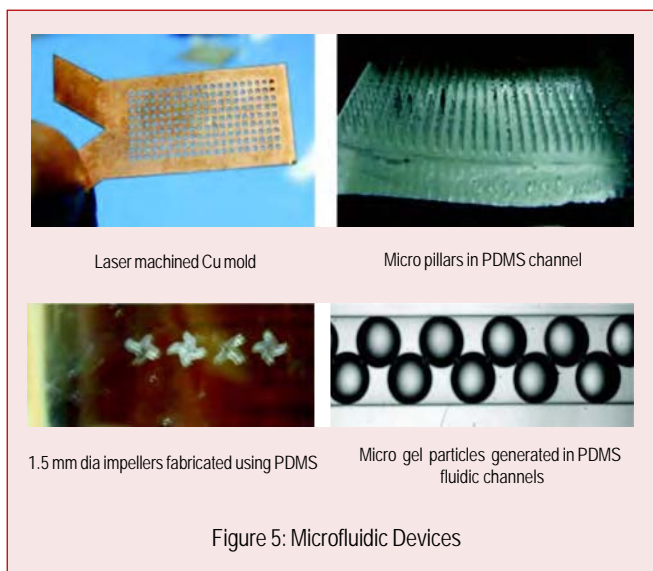 Laser machined Cu mold
Micro pillars in PDMS channel
1.5 mm dia impellers fabricated using PDMS
Micro gel particles generated in PDMS
fluidic channels
Figure 5: Microfluidic Devices